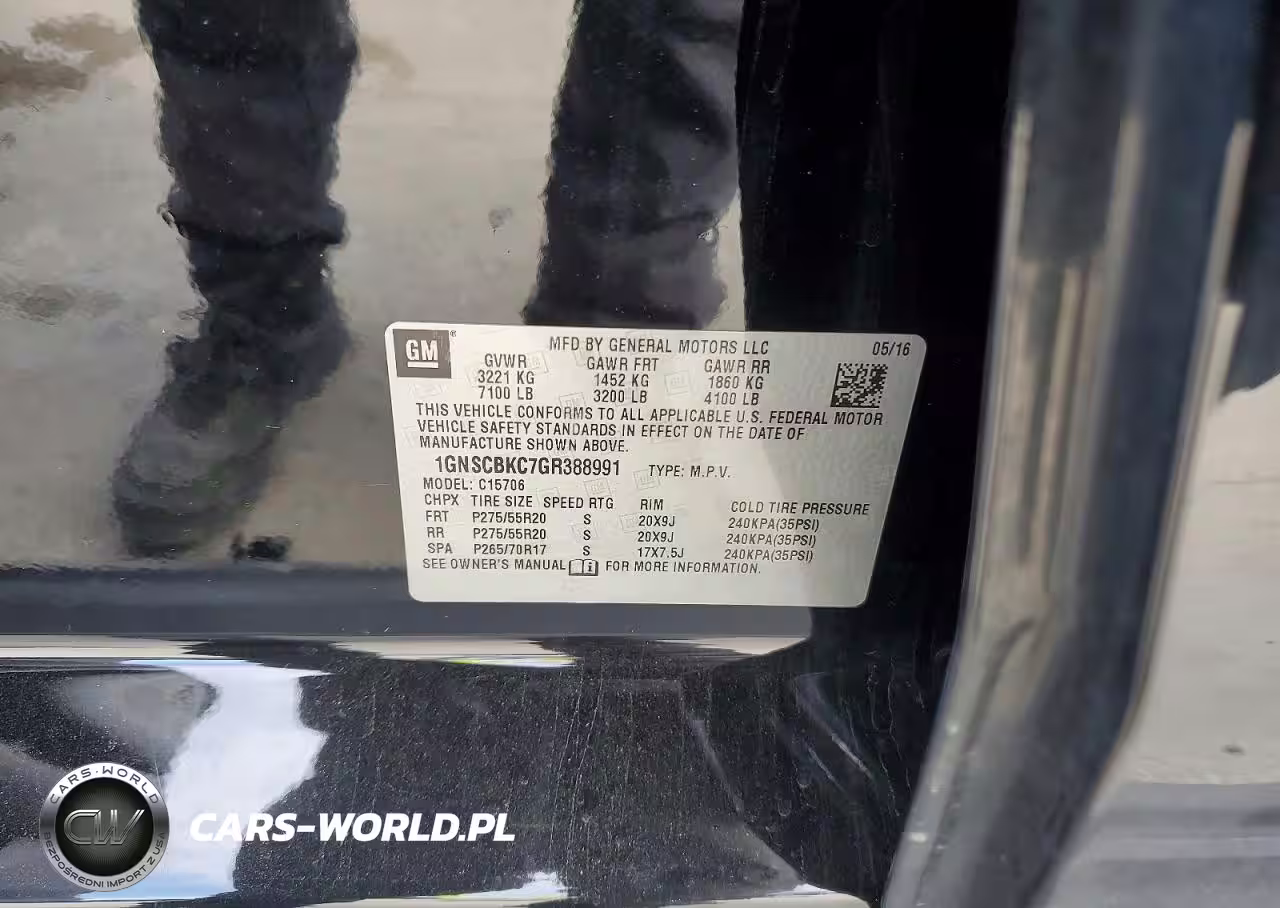 GM®
MFD BY GENERAL MOTORS LLC 05/16
GVWR GAWR FRT GAWR RR
3221 KG 1452 KG 1860 KG
7100 LB 3200 LB 4100 LB
THIS VEHICLE CONFORMS TO ALL APPLICABLE U.S. FEDERAL MOTOR
VEHICLE SAFETY STANDARDS IN EFFECT ON THE DATE OF
MANUFACTURE SHOWN ABOVE.
1GNSCBKC7GR388991 TYPE: M.P.V.
MODEL: C15706
CHPX TIRE SIZE SPEED RTG RIM COLD TIRE PRESSURE
FRT P275/55R20 S 20X9J 240KPA(35PSI)
RR P275/55R20 S 20X9J 240KPA(35PSI)
SPA P265/70R17 S 17X7.5J 240KPA(35PSI)
SEE OWNER'S MANUAL FOR MORE INFORMATION.
CARS-WORLD
CW
BEZPOŚREDNI IMPORT Z USA
CARS-WORLD.PL